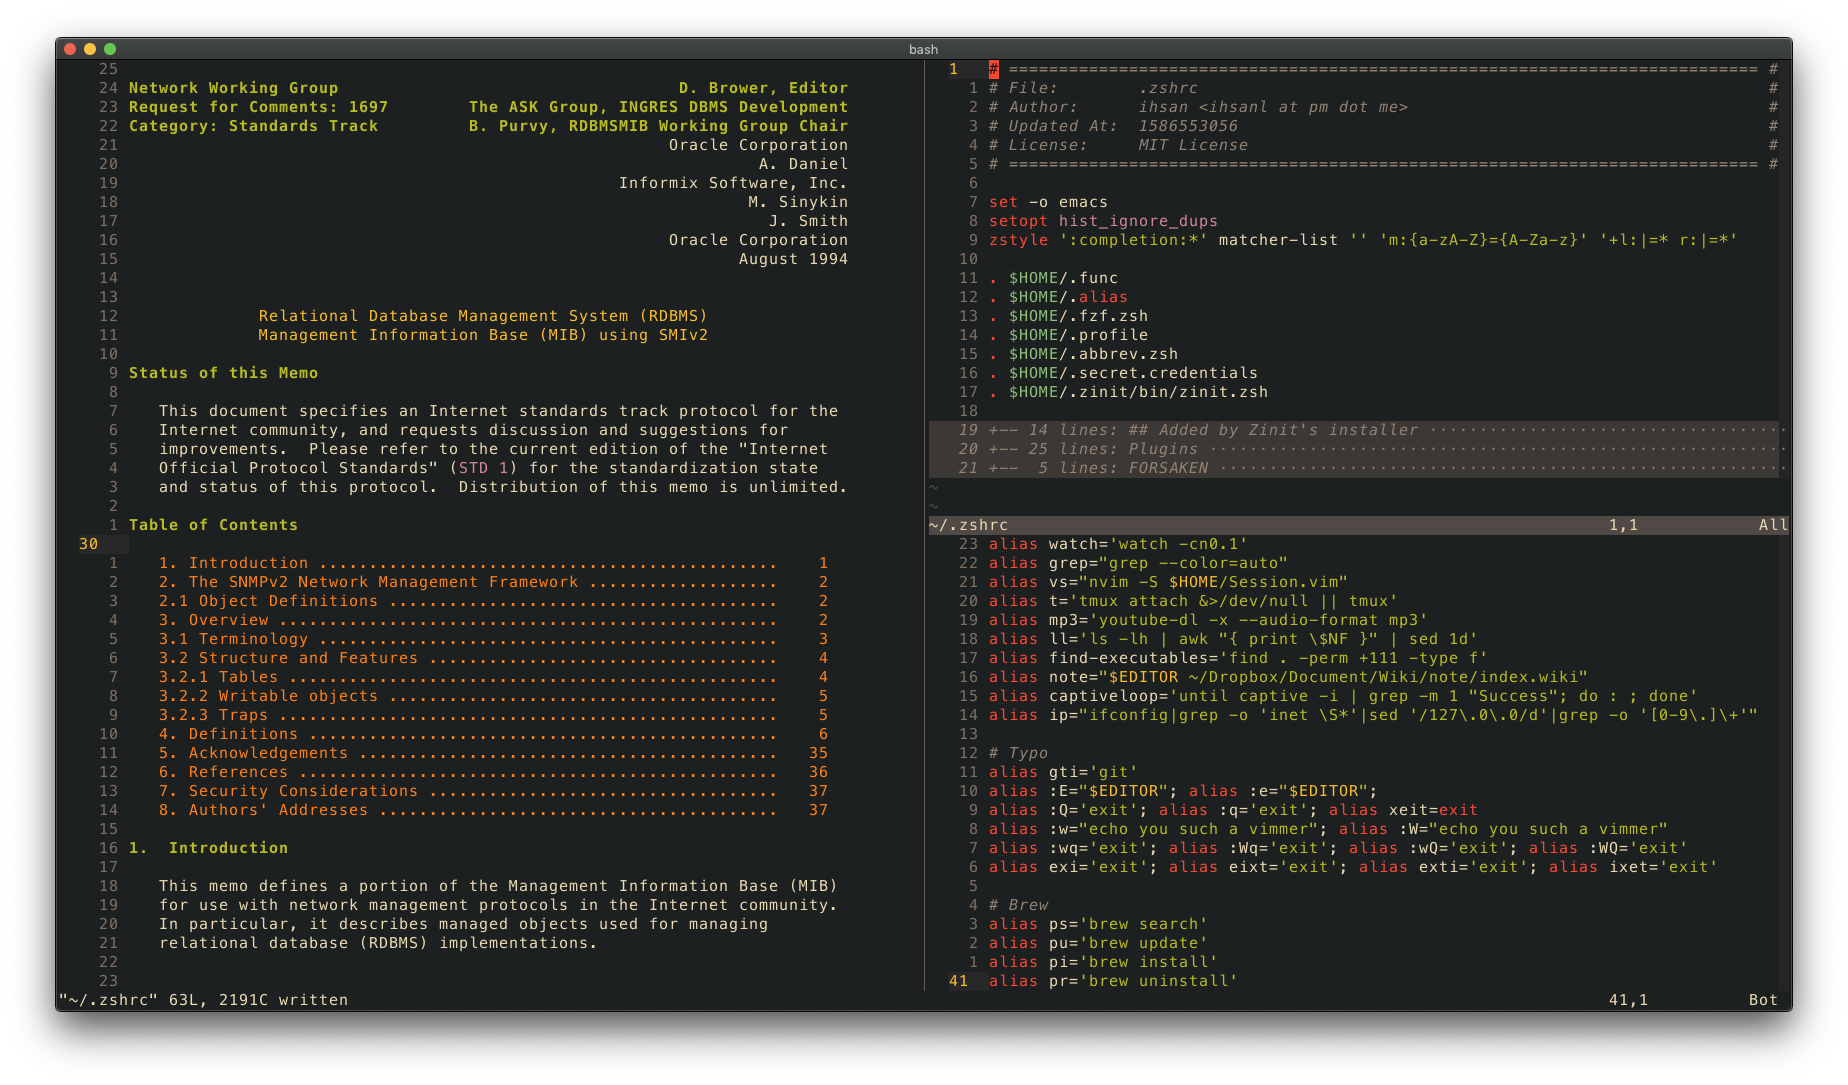 bash
25
24 Network Working Group                                  D. Brower, Editor
23 Request for Comments: 1697        The ASK Group, INGRES DBMS Development
22 Category: Standards Track         B. Purvy, RDBMSMIB Working Group Chair
21                                                       Oracle Corporation
20                                                                A. Daniel
19                                                  Informix Software, Inc.
18                                                               M. Sinykin
17                                                                 J. Smith
16                                                       Oracle Corporation
15                                                              August 1994
14
13
12              Relational Database Management System (RDBMS)
11              Management Information Base (MIB) using SMIv2
10
9 Status of this Memo
8
7    This document specifies an Internet standards track protocol for the
6    Internet community, and requests discussion and suggestions for
5    improvements.  Please refer to the current edition of the "Internet
4    Official Protocol Standards" (STD 1) for the standardization state
3    and status of this protocol.  Distribution of this memo is unlimited.
2
1 Table of Contents
30
1    1. Introduction ..............................................    1
2    2. The SNMPv2 Network Management Framework ...................    2
3    2.1 Object Definitions .......................................    2
4    3. Overview ..................................................    2
5    3.1 Terminology ..............................................    3
6    3.2 Structure and Features ...................................    4
7    3.2.1 Tables .................................................    4
8    3.2.2 Writable objects .......................................    5
9    3.2.3 Traps ..................................................    5
10    4. Definitions ...............................................    6
11    5. Acknowledgements ..........................................   35
12    6. References ................................................   36
13    7. Security Considerations ...................................   37
14    8. Authors' Addresses ........................................   37
15
16 1.  Introduction
17
18    This memo defines a portion of the Management Information Base (MIB)
19    for use with network management protocols in the Internet community.
20    In particular, it describes managed objects used for managing
21    relational database (RDBMS) implementations.
22
23
1   # =========================================================================== #
1 # File:        .zshrc                                                         #
2 # Author:      ihsan <ihsanl at pm dot me>                                    #
3 # Updated At:  1586553056                                                     #
4 # License:     MIT License                                                    #
5 # =========================================================================== #
6
7 set -o emacs
8 setopt hist_ignore_dups
9 zstyle ':completion:*' matcher-list '' 'm:{a-zA-Z}={A-Za-z}' '+l:|=* r:|=*'
10
11 . $HOME/.func
12 . $HOME/.alias
13 . $HOME/.fzf.zsh
14 . $HOME/.profile
15 . $HOME/.abbrev.zsh
16 . $HOME/.secret.credentials
17 . $HOME/.zinit/bin/zinit.zsh
18
19 +-- 14 lines: ## Added by Zinit's installer ····································
20 +-- 25 lines: Plugins ··························································
21 +--  5 lines: FORSAKEN ·························································
~
~
~/.zshrc                                                            1,1            All
23 alias watch='watch -cn0.1'
22 alias grep="grep --color=auto"
21 alias vs="nvim -S $HOME/Session.vim"
20 alias t='tmux attach &>/dev/null || tmux'
19 alias mp3='youtube-dl -x --audio-format mp3'
18 alias ll='ls -lh | awk "{ print \$NF }" | sed 1d'
17 alias find-executables='find . -perm +111 -type f'
16 alias note="$EDITOR ~/Dropbox/Document/Wiki/note/index.wiki"
15 alias captiveloop='until captive -i | grep -m 1 "Success"; do : ; done'
14 alias ip="ifconfig|grep -o 'inet \S*'|sed '/127\.0\.0/d'|grep -o '[0-9\.]\+'"
13
12 # Typo
11 alias gti='git'
10 alias :E="$EDITOR"; alias :e="$EDITOR";
9 alias :Q='exit'; alias :q='exit'; alias xeit=exit
8 alias :w="echo you such a vimmer"; alias :W="echo you such a vimmer"
7 alias :wq='exit'; alias :Wq='exit'; alias :wQ='exit'; alias :WQ='exit'
6 alias exi='exit'; alias eixt='exit'; alias exti='exit'; alias ixet='exit'
5
4 # Brew
3 alias ps='brew search'
2 alias pu='brew update'
1 alias pi='brew install'
41 alias pr='brew uninstall'
"~/.zshrc" 63L, 2191C written                                       41,1          Bot